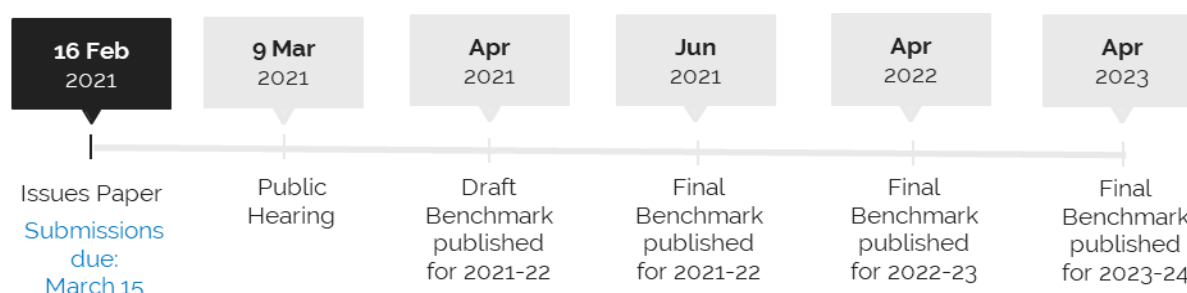 16 Feb
2021
9 Mar
2021
Apr
2021
Jun
2021
Apr
2022
Apr
2023
Issues Paper
Submissions
due:
March 15
Public
Hearing
Draft
Benchmark
published
for 2021-22
Final
Benchmark
published
for 2021-22
Final
Benchmark
published
for 2022-23
Final
Benchmark
published
for 2023-24